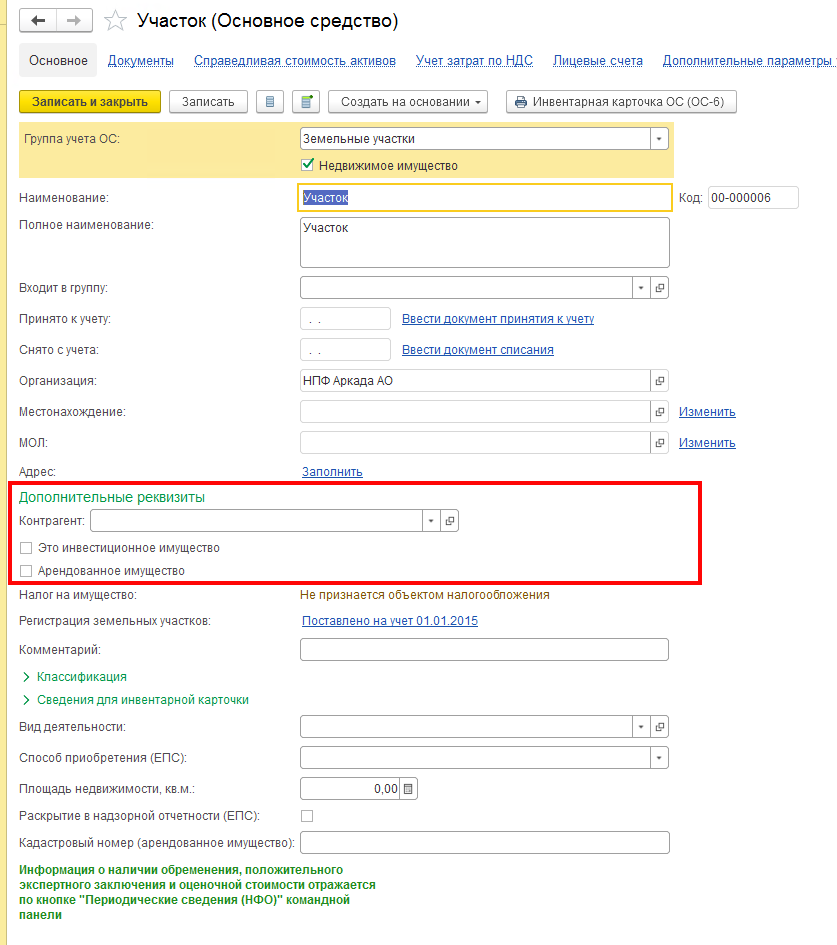 Участок (Основное средство)
Основное Документы Справедливая стоимость активов Учет затрат по НДС Лицевые счета Дополнительные параметры
Записать и закрыть Записать Создать на основании Инвентарная карточка ОС (ОС-6)
Группа учета ОС: Земельные участки
Недвижимое имущество
Наименование: Участок Код: 00-000006
Полное наименование: Участок
Входит в группу:
Принято к учету: . . Ввести документ принятия к учету
Снято с учета: . . Ввести документ списания
Организация: НПФ Аркада АО
Местонахождение: Изменить
МОЛ: Изменить
Адрес: Заполнить
Дополнительные реквизиты
Контрагент:
Это инвестиционное имущество
Арендованное имущество
Налог на имущество: Не признается объектом налогообложения
Регистрация земельных участков: Поставлено на учет 01.01.2015
Комментарий:
Классификация
Сведения для инвентарной карточки
Вид деятельности:
Способ приобретения (ЕПС):
Площадь недвижимости, кв.м.: 0,00
Раскрытие в надзорной отчетности (ЕПС):
Кадастровый номер (арендованное имущество):
Информация о наличии обременения, положительного
экспертного заключения и оценочной стоимости отражается
по кнопке "Периодические сведения (НФО)" командной
панели